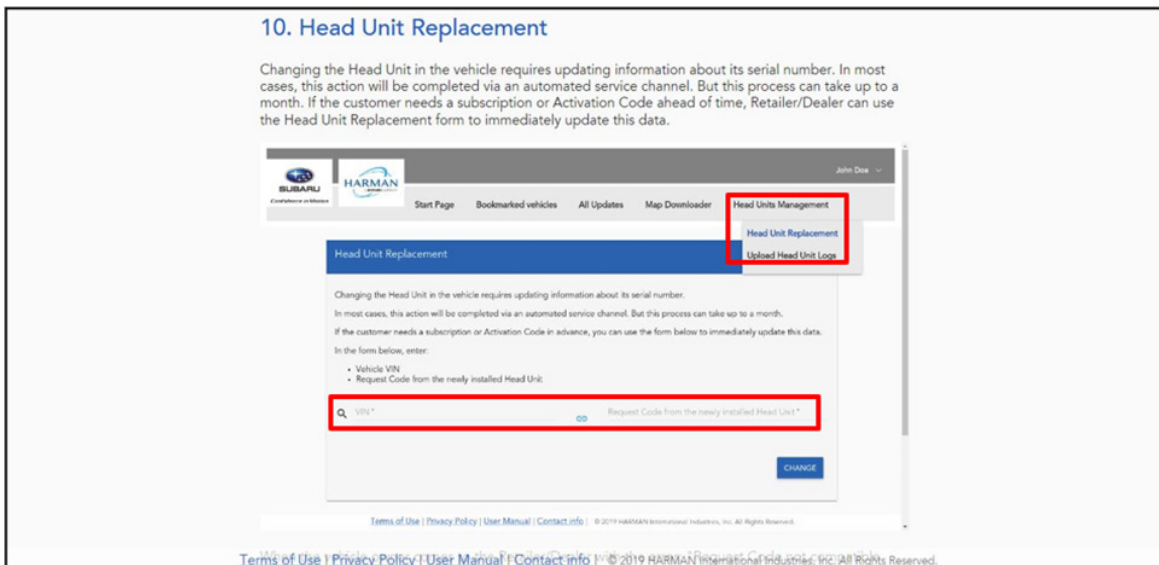 10. Head Unit Replacement
Changing the Head Unit in the vehicle requires updating information about its serial number. In most
cases, this action will be completed via an automated service channel. But this process can take up to a
month. If the customer needs a subscription or Activation Code ahead of time, Retailer/Dealer can use
the Head Unit Replacement form to immediately update this data.
John Doe
SUBARU
Confidence in Motion
HARMAN
Start Page Bookmarked vehicles All Updates Map Downloader Head Units Management
Head Unit Replacement
Upload Head Unit Logs
Head Unit Replacement
Changing the Head Unit in the vehicle requires updating information about its serial number.
In most cases, this action will be completed via an automated service channel. But this process can take up to a month.
If the customer needs a subscription or Activation Code in advance, you can use the form below to immediately update this data.
In the form below, enter:
• Vehicle VIN
• Request Code from the newly installed Head Unit
VIN * Request Code from the newly installed Head Unit *
CHANGE
Terms of Use | Privacy Policy | User Manual | Contact info | © 2019 HARMAN International Industries, Inc. All Rights Reserved.
Terms of Use | Privacy Policy | User Manual | Contact info | © 2019 HARMAN International Industries, Inc. All Rights Reserved.